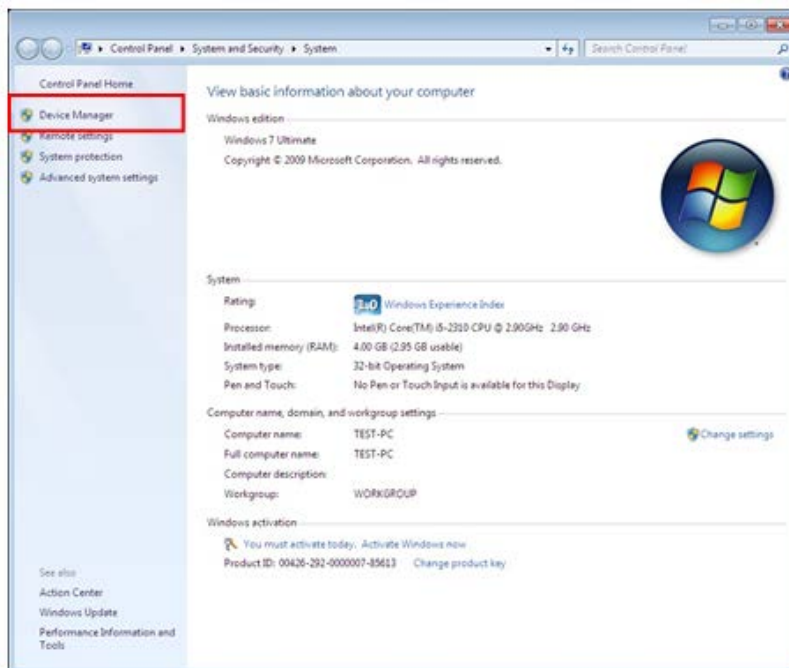 Control Panel ▸ System and Security ▸ System
Search Control Panel
Control Panel Home
Device Manager
Remote settings
System protection
Advanced system settings
See also
Action Center
Windows Update
Performance Information and
Tools
View basic information about your computer
Windows edition
Windows 7 Ultimate
Copyright © 2009 Microsoft Corporation. All rights reserved.
System
Rating: Windows Experience Index
Processor: Intel(R) Core(TM) i5-2310 CPU @ 2.90GHz 2.90 GHz
Installed memory (RAM): 4.00 GB (2.95 GB usable)
System type: 32-bit Operating System
Pen and Touch: No Pen or Touch Input is available for this Display
Computer name, domain, and workgroup settings
Computer name: TEST-PC Change settings
Full computer name: TEST-PC
Computer description:
Workgroup: WORKGROUP
Windows activation
You must activate today. Activate Windows now
Product ID: 00426-292-0000007-85613 Change product key